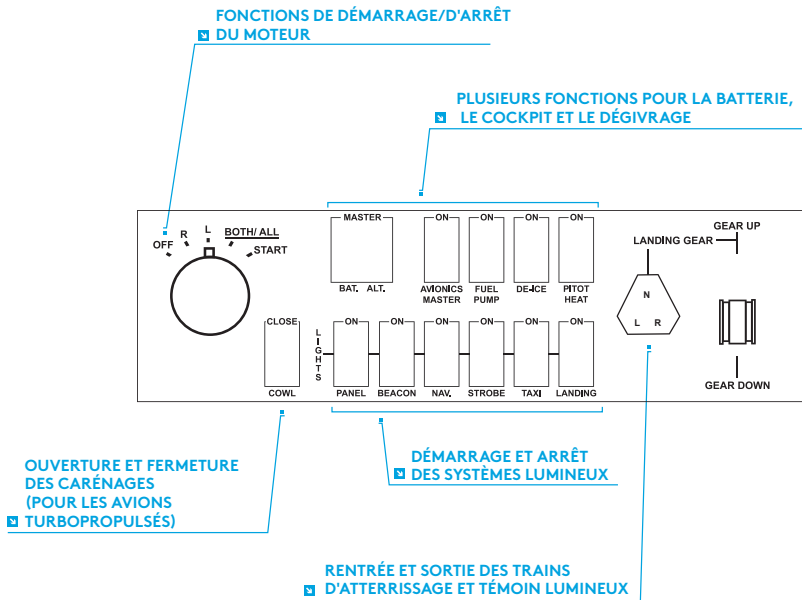 FONCTIONS DE DÉMARRAGE/D'ARRÊT
DU MOTEUR
PLUSIEURS FONCTIONS POUR LA BATTERIE,
LE COCKPIT ET LE DÉGIVRAGE
OFF
R
L
BOTH/ ALL
START
MASTER
BAT. ALT.
ON
AVIONICS
MASTER
ON
FUEL
PUMP
ON
DE-ICE
ON
PITOT
HEAT
LANDING GEAR
GEAR UP
N
L R
GEAR DOWN
CLOSE
COWL
LIGHTS
ON
PANEL
ON
BEACON
ON
NAV.
ON
STROBE
ON
TAXI
ON
LANDING
OUVERTURE ET FERMETURE
DES CARÉNAGES
(POUR LES AVIONS
TURBOPROPULSÉS)
DÉMARRAGE ET ARRÊT
DES SYSTÈMES LUMINEUX
RENTRÉE ET SORTIE DES TRAINS
D'ATTERRISSAGE ET TÉMOIN LUMINEUX